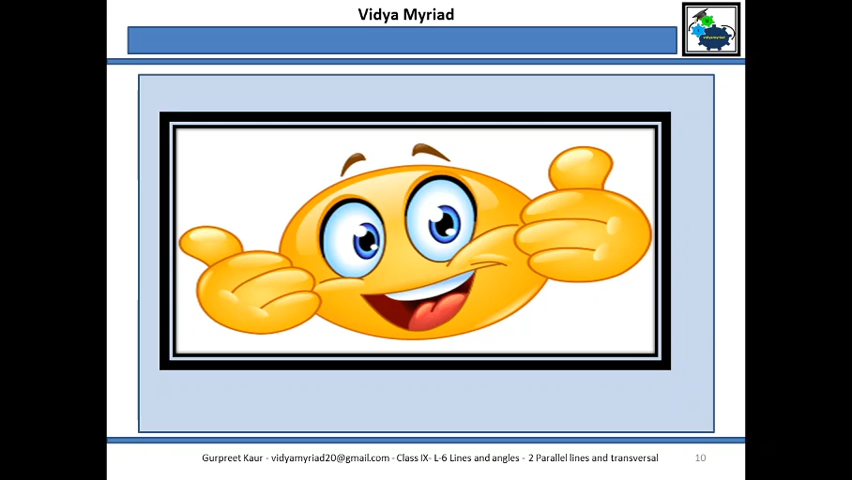 Vidya Myriad
vidyamyriad
Gurpreet Kaur - vidyamyriad20@gmail.com - Class IX- L-6 Lines and angles - 2 Parallel lines and transversal
10